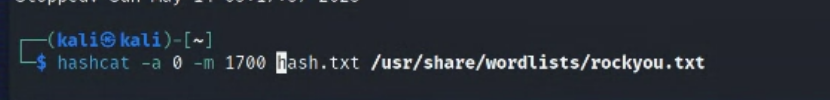 ┌──(kali㉿kali)-[~]
└─$ hashcat -a 0 -m 1700 hash.txt /usr/share/wordlists/rockyou.txt